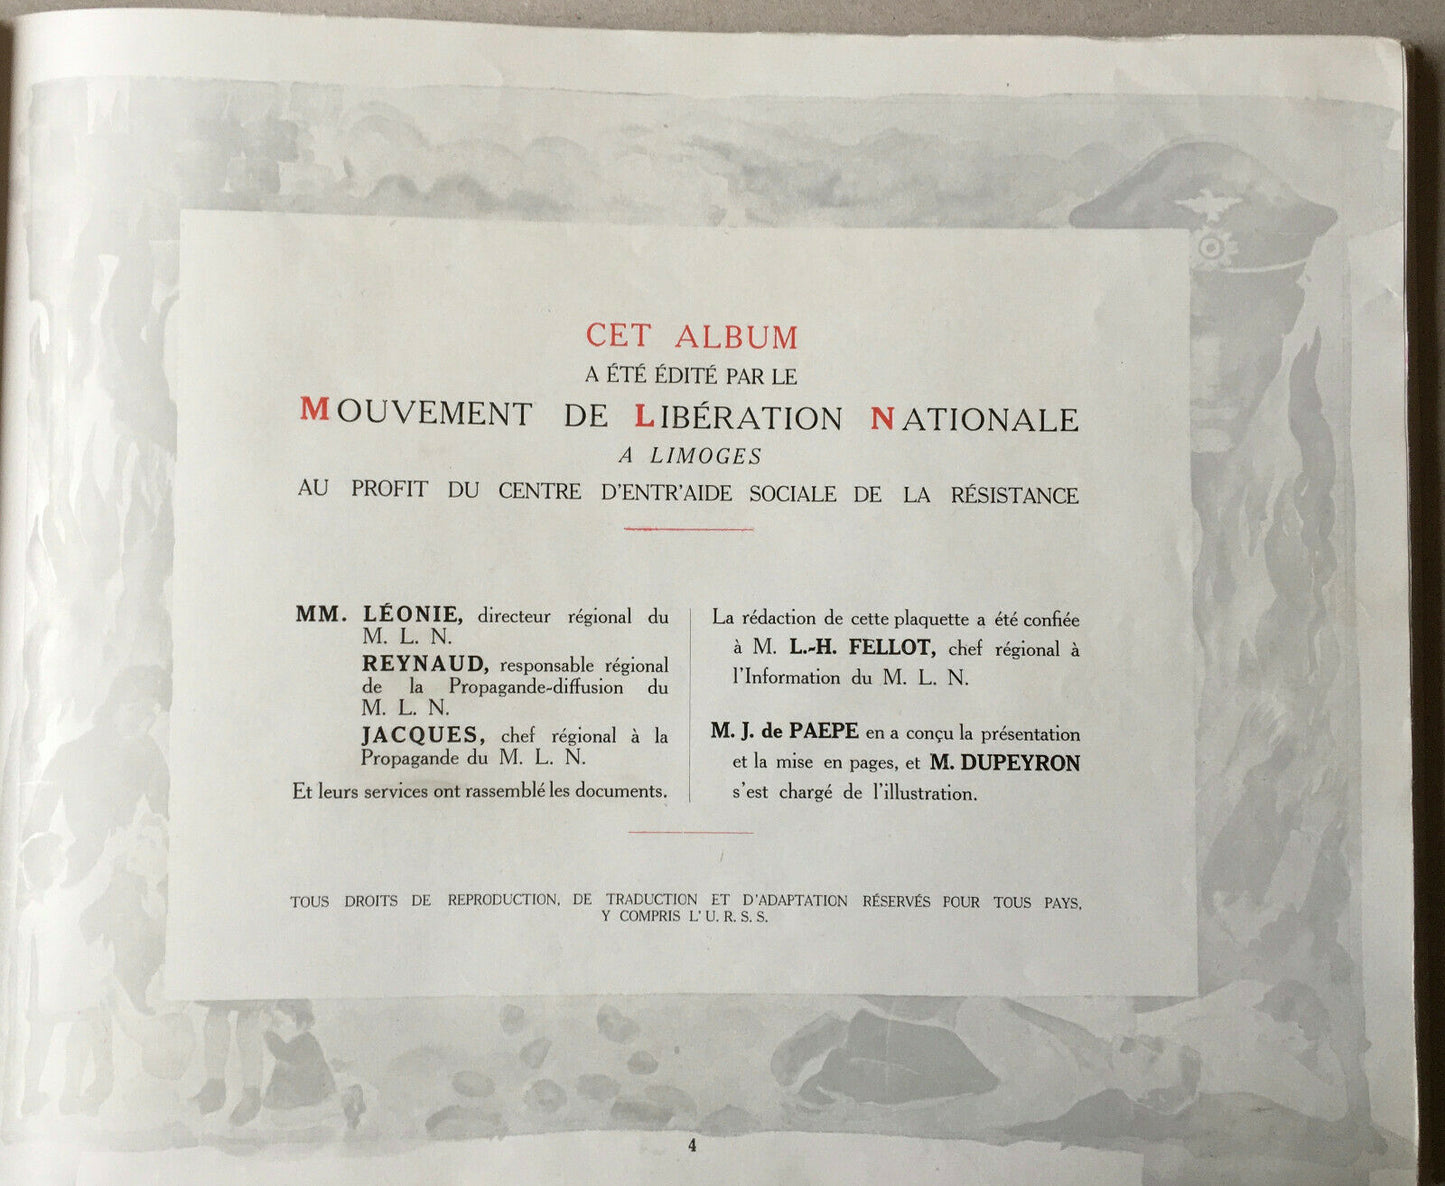 CET ALBUM
A ÉTÉ ÉDITÉ PAR LE
MOUVEMENT DE LIBÉRATION NATIONALE
A LIMOGES
AU PROFIT DU CENTRE D'ENTR'AIDE SOCIALE DE LA RÉSISTANCE
MM. LÉONIE, directeur régional du
M. L. N.
REYNAUD, responsable régional
de la Propagande-diffusion du
M. L. N.
JACQUES, chef régional à la
Propagande du M. L. N.
Et leurs services ont rassemblé les documents.
La rédaction de cette plaquette a été confiée
à M. L.-H. FELLOT, chef régional à
l'Information du M. L. N.
M. J. de PAEPE en a conçu la présentation
et la mise en pages, et M. DUPEYRON
s'est chargé de l'illustration.
TOUS DROITS DE REPRODUCTION, DE TRADUCTION ET D'ADAPTATION RÉSERVÉS POUR TOUS PAYS,
Y COMPRIS L'U. R. S. S.
4